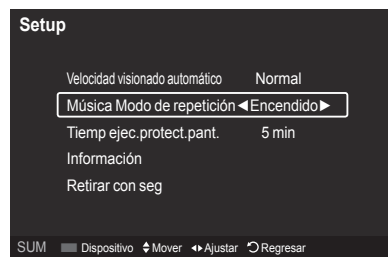 Setup
Velocidad visionado automático Normal
Música Modo de repetición ◀Encendido▶
Tiemp ejec.protect.pant. 5 min
Información
Retirar con seg
SUM Dispositivo Mover Ajustar Regresar